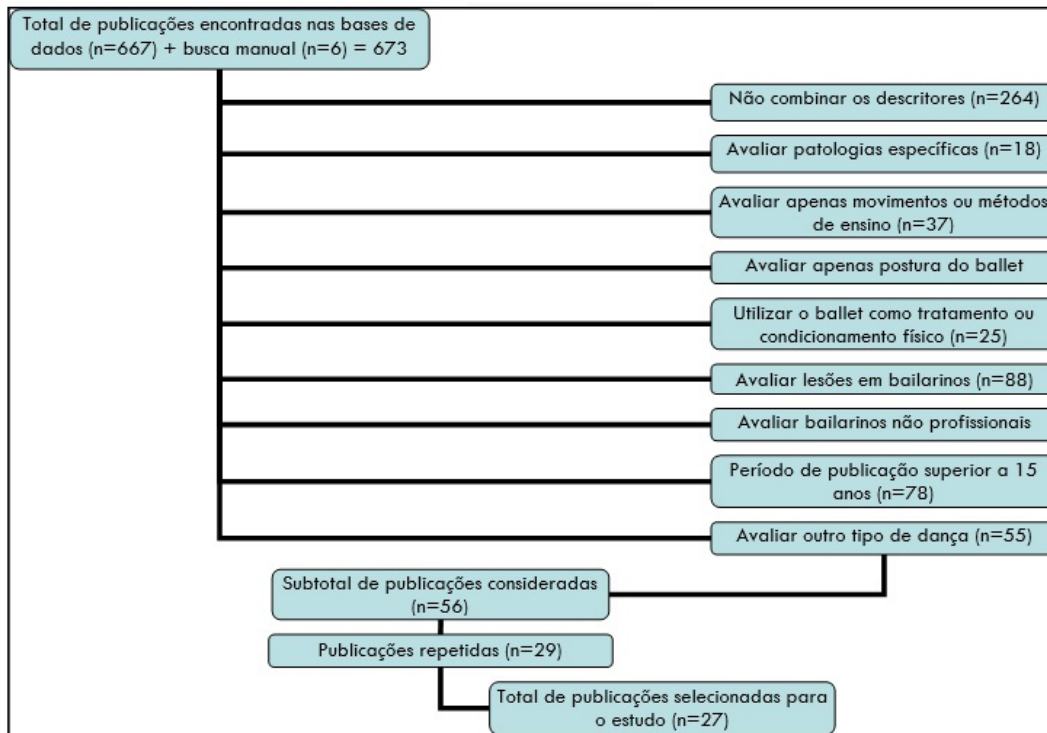 Total de publicações encontradas nas bases de
dados (n=667) + busca manual (n=6) = 673
Não combinar os descritores (n=264)
Avaliar patologias específicas (n=18)
Avaliar apenas movimentos ou métodos
de ensino (n=37)
Avaliar apenas postura do ballet
Utilizar o ballet como tratamento ou
condicionamento físico (n=25)
Avaliar lesões em bailarinos (n=88)
Avaliar bailarinos não profissionais
Período de publicação superior a 15
anos (n=78)
Avaliar outro tipo de dança (n=55)
Subtotal de publicações consideradas
(n=56)
Publicações repetidas (n=29)
Total de publicações selecionadas para
o estudo (n=27)